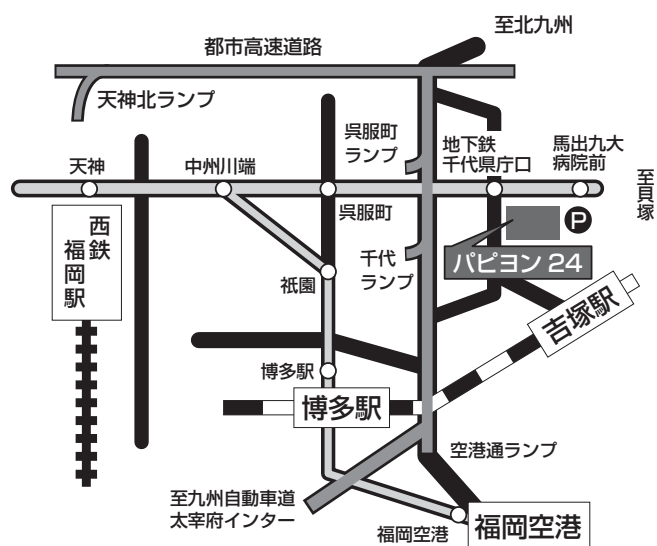 至北九州
都市高速道路
天神北ランプ
呉服町
ランプ
地下鉄
千代県庁口
馬出九大
病院前
天神
中州川端
至貝塚
呉服町
西鉄
福岡駅
P
千代
ランプ
パピヨン 24
祇園
吉塚駅
博多駅
博多駅
空港通ランプ
至九州自動車道
太宰府インター
福岡空港
福岡空港